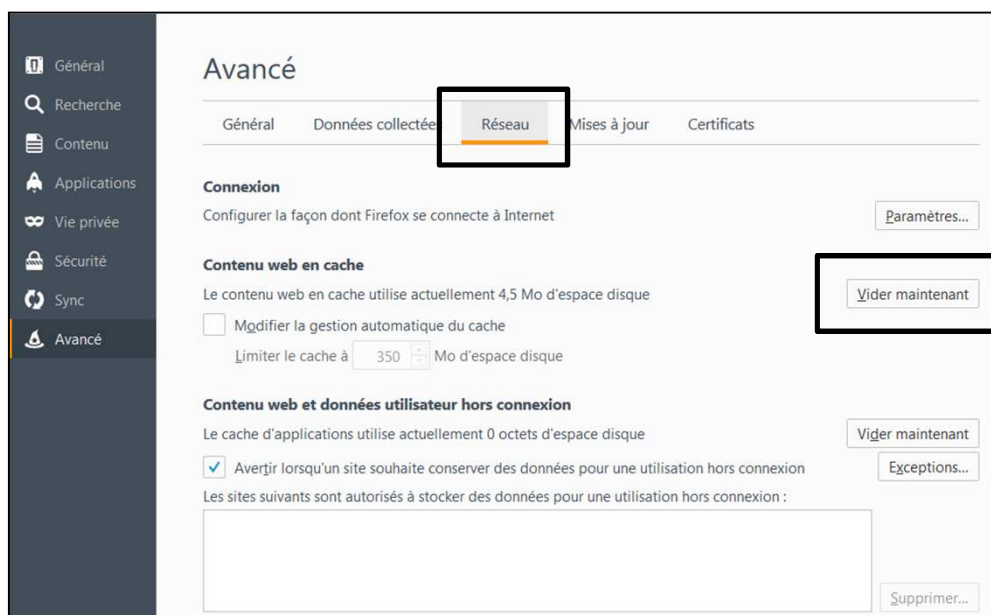 Général
Recherche
Contenu
Applications
Vie privée
Sécurité
Sync
Avancé
Avancé
Général Données collectées Réseau Mises à jour Certificats
Connexion
Configurer la façon dont Firefox se connecte à Internet Paramètres...
Contenu web en cache
Le contenu web en cache utilise actuellement 4,5 Mo d'espace disque Vider maintenant
Modifier la gestion automatique du cache
Limiter le cache à 350 Mo d'espace disque
Contenu web et données utilisateur hors connexion
Le cache d'applications utilise actuellement 0 octets d'espace disque Vider maintenant
Avertir lorsqu'un site souhaite conserver des données pour une utilisation hors connexion Exceptions...
Les sites suivants sont autorisés à stocker des données pour une utilisation hors connexion :
Supprimer...